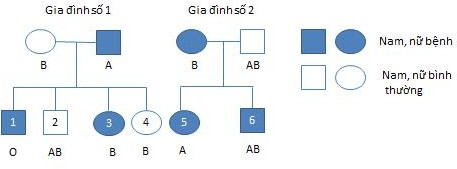 Gia đình số 1
Gia đình số 2
B
A
B
AB
Nam, nữ bệnh
Nam, nữ bình
thường
1
2
3
4
5
6
O
AB
B
B
A
AB